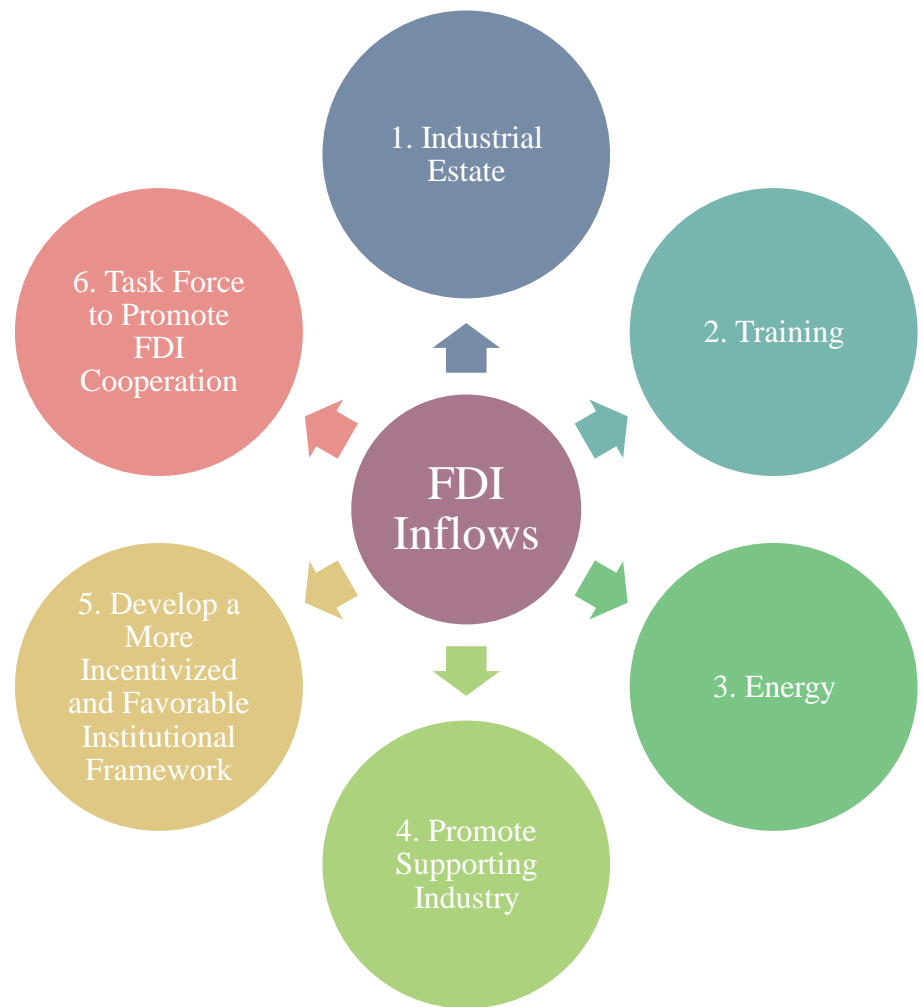 1. Industrial
Estate
2. Training
3. Energy
4. Promote
Supporting
Industry
5. Develop a
More
Incentivized
and Favorable
Institutional
Framework
6. Task Force
to Promote
FDI
Cooperation
FDI
Inflows